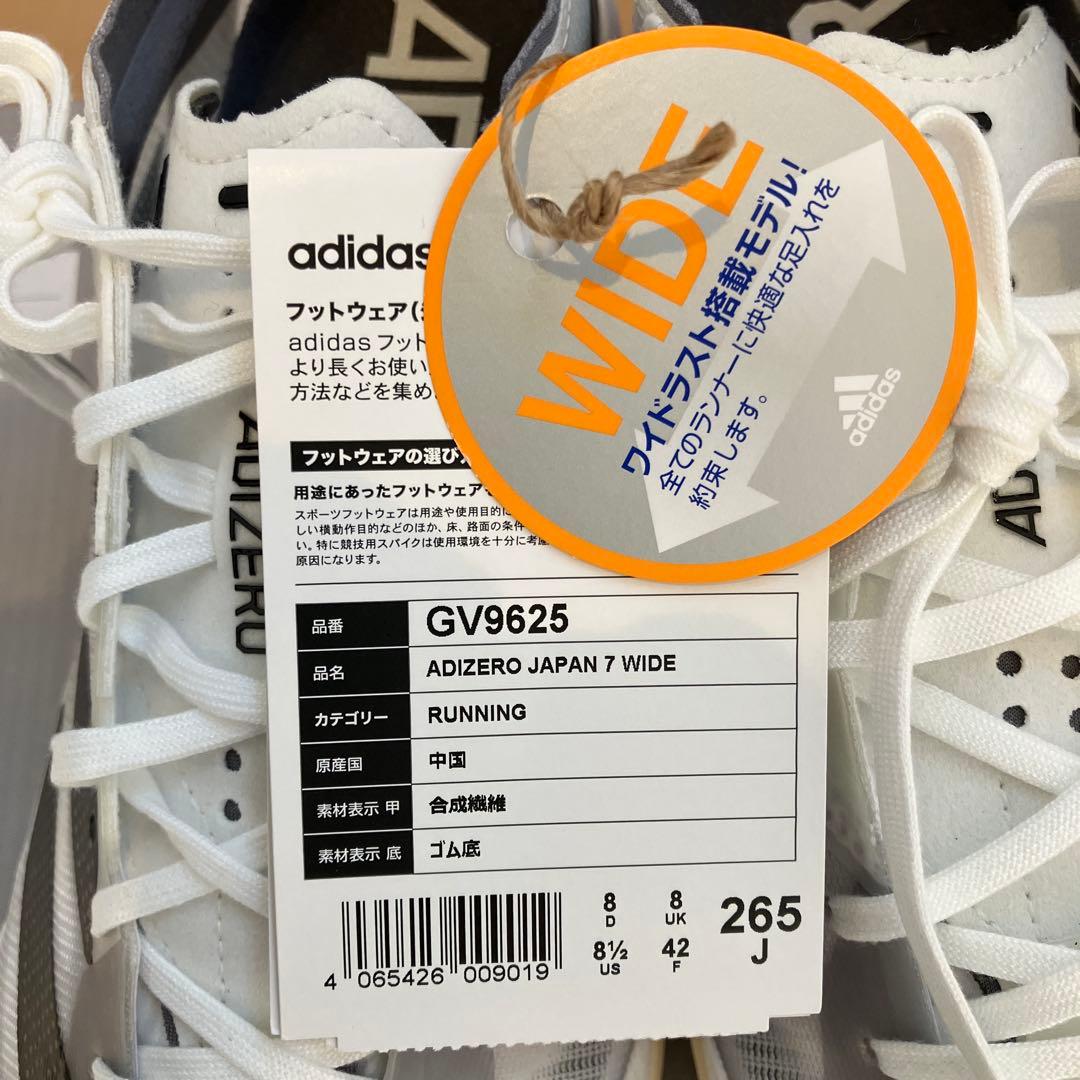 adidas
フットウェア(
adidas フット
より長くお使い
方法などを集め
フットウェアの選び
用途にあったフットウェア
スポーツフットウェアは用途や使用目的に
しい横動作目的などのほか、床、路面の条件
い。特に競技用スパイクは使用環境を十分に考慮
原因になります。
品番 GV9625
品名 ADIZERO JAPAN 7 WIDE
カテゴリー RUNNING
原産国 中国
素材表示 甲 合成繊維
素材表示 底 ゴム底
4 065426 009019
8 D
8 UK
8½ US
42 F
265 J
WIDE
ワイドラスト搭載モデル!
全てのランナーに快適な足入れを
約束します。
adidas
ADIZERO
AD
AD